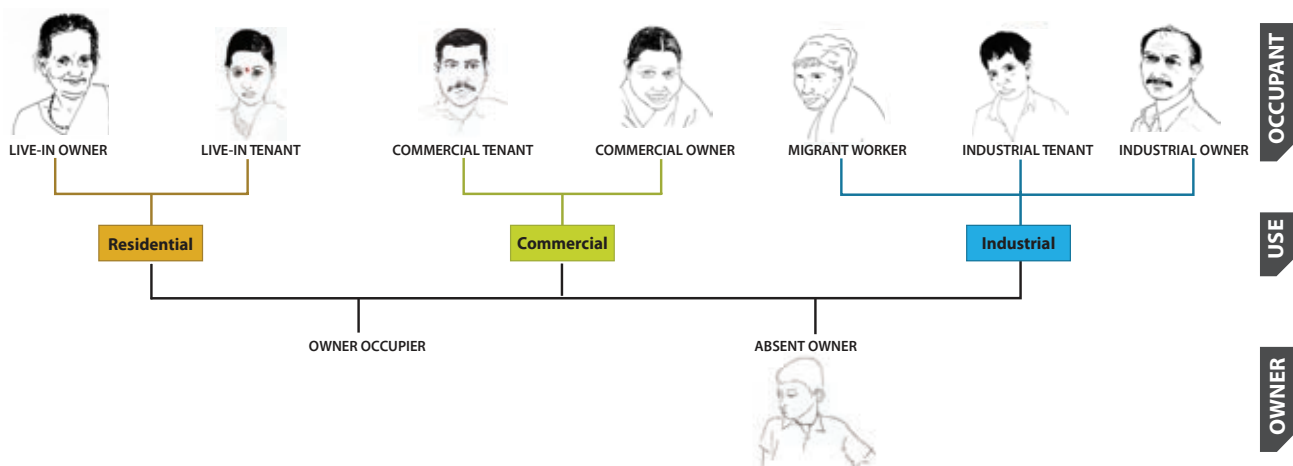 LIVE-IN OWNER
LIVE-IN TENANT
COMMERCIAL TENANT
COMMERCIAL OWNER
MIGRANT WORKER
INDUSTRIAL TENANT
INDUSTRIAL OWNER
OCCUPANT
Residential
Commercial
Industrial
USE
OWNER OCCUPIER
ABSENT OWNER
OWNER